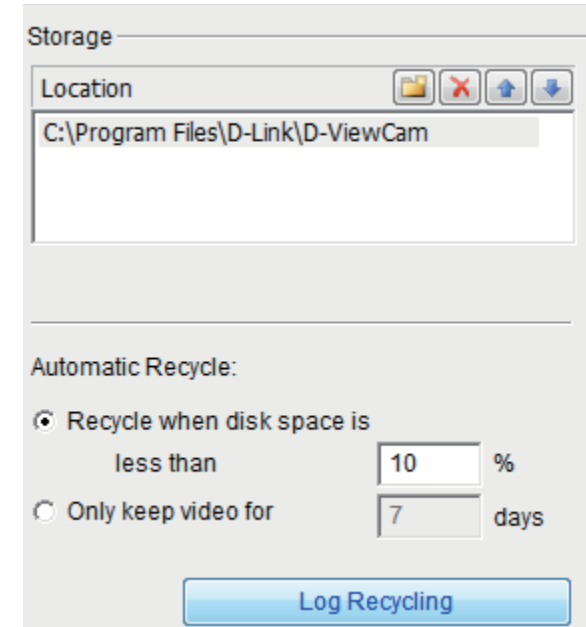 Storage
Location
C:\Program Files\D-Link\D-ViewCam
Automatic Recycle:
Recycle when disk space is
less than 10 %
Only keep video for 7 days
Log Recycling